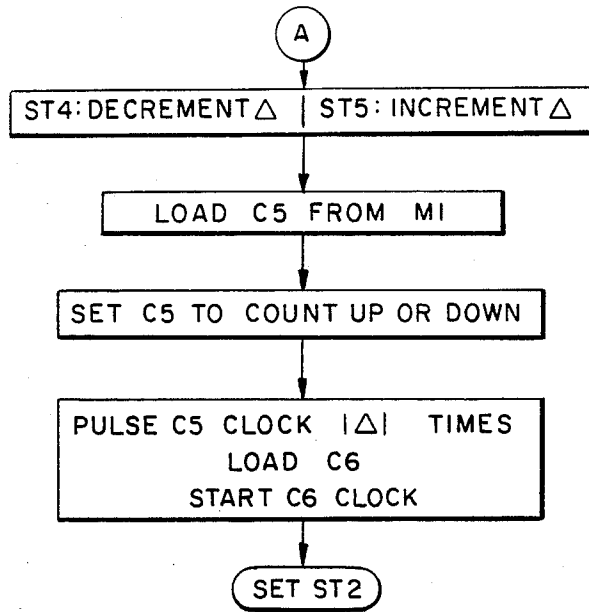 A
ST4: DECREMENT △ | ST5: INCREMENT △
LOAD C5 FROM M1
SET C5 TO COUNT UP OR DOWN
PULSE C5 CLOCK |△| TIMES
LOAD C6
START C6 CLOCK
SET ST2